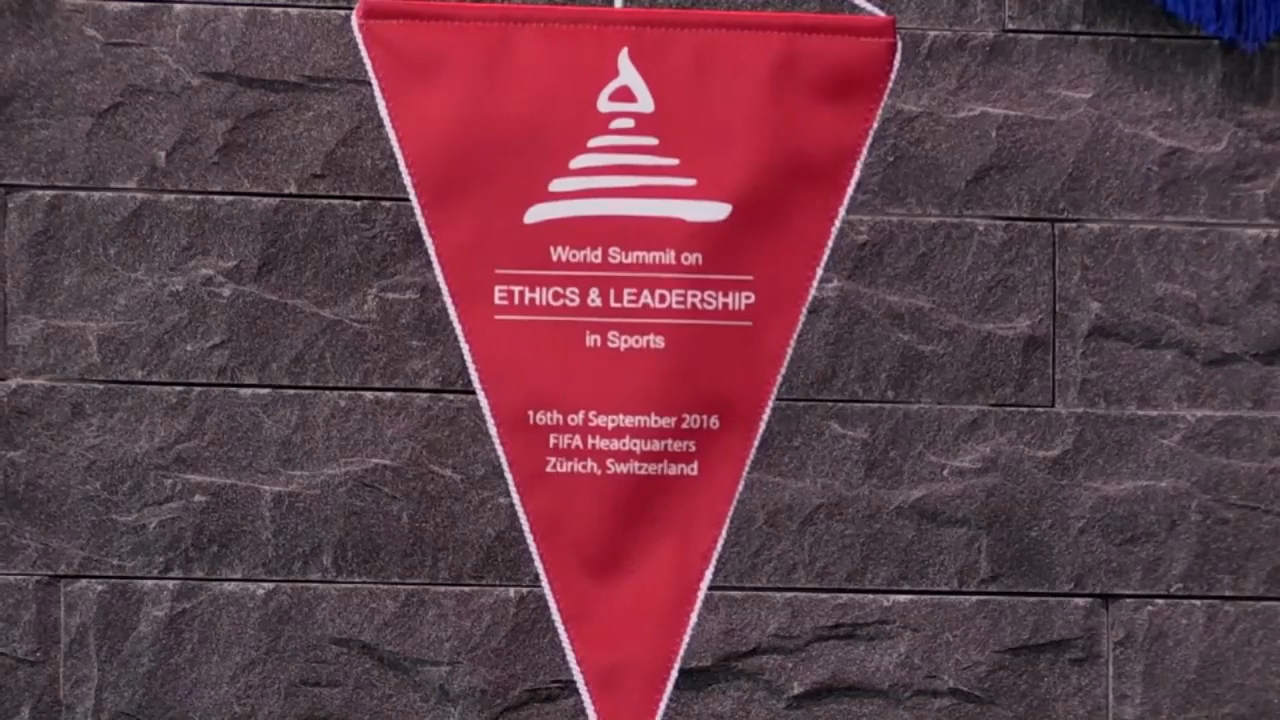 World Summit on
ETHICS & LEADERSHIP
in Sports
16th of September 2016
FIFA Headquarters
Zürich, Switzerland